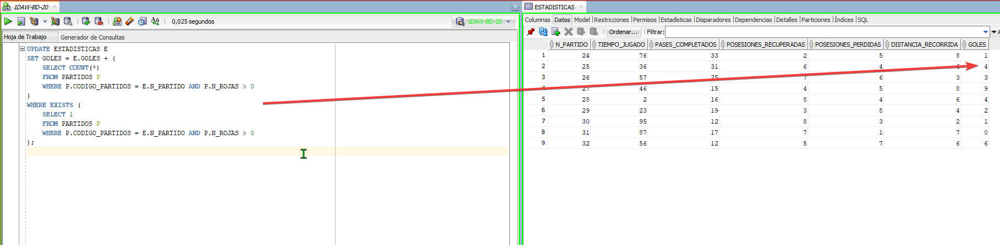 1DAW-BD-20
SQL
0,025 segundos
1DAW-BD-20
Hoja de Trabajo
Generador de Consultas
UPDATE ESTADISTICAS E
SET GOLES = E.GOLES + (
SELECT COUNT(*)
FROM PARTIDOS P
WHERE P.CODIGO_PARTIDOS = E.N_PARTIDO AND P.N_ROJAS > 0
)
WHERE EXISTS (
SELECT 1
FROM PARTIDOS P
WHERE P.CODIGO_PARTIDOS = E.N_PARTIDO AND P.N_ROJAS > 0
);
ESTADISTICAS
Columnas Datos Model Restricciones Permisos Estadísticas Disparadores Dependencias Detalles Particiones Índices SQL
Ordenar... Filtrar:
N_PARTIDO TIEMPO_JUGADO PASES_COMPLETADOS POSESIONES_RECUPERADAS POSESIONES_PERDIDAS DISTANCIA_RECORRIDA GOLES
1 24 76 33 2 5 8 1
2 25 36 31 6 4 6 4
3 26 57 25 7 6 3 3
4 27 46 15 4 5 8 9
5 28 2 16 8 4 6 4
6 29 23 19 3 8 4 2
7 30 95 12 8 3 2 1
8 31 87 17 7 1 7 0
9 32 56 12 5 7 6 6